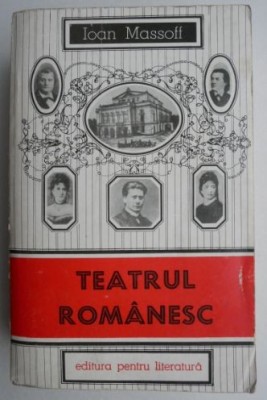 Ioan Massoff
TEATRUL
ROMÂNESC
editura pentru literatură